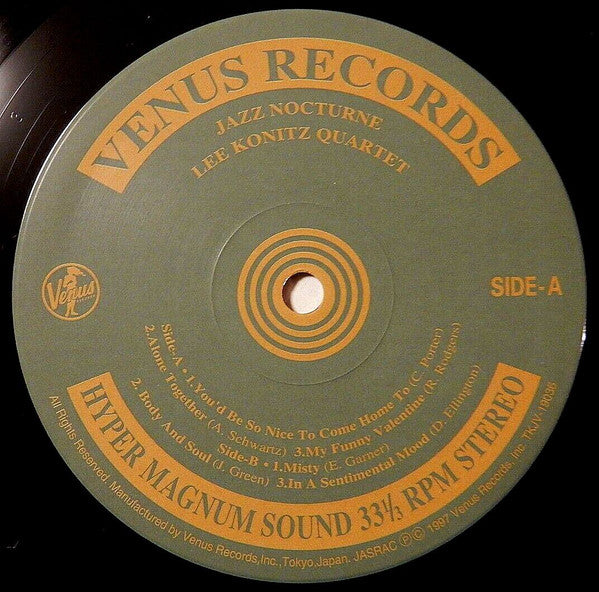 VENUS RECORDS
JAZZ NOCTURNE
LEE KONITZ QUARTET
Venus
SIDE-A
Side-A • 1.You'd Be So Nice To Come Home To (C. Porter)
2.Alone Together (A. Schwartz) 3.My Funny Valentine (R. Rodgers)
Side-B • 1.Misty (E. Garner)
2. Body And Soul (J. Green) 3.In A Sentimental Mood (D. Ellington)
HYPER MAGNUM SOUND 33⅓ RPM STEREO
All Rights Reserved. Manufactured by Venus Records,Inc.,Tokyo,Japan. JASRAC Ⓟ© 1997 Venus Records Inc. TKJV-19036